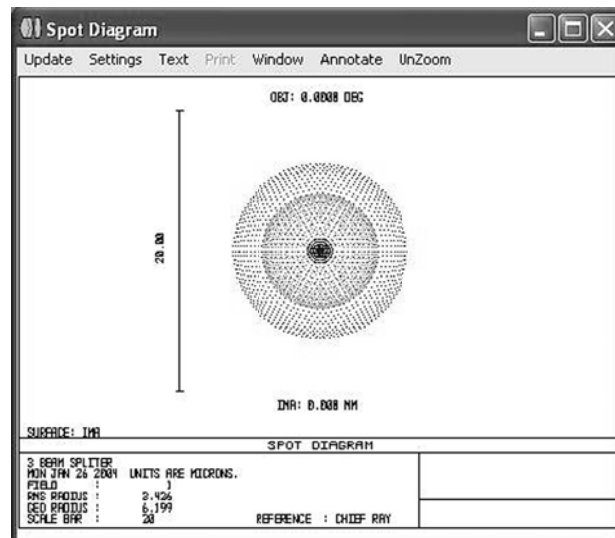 Spot Diagram
Update Settings Text Print Window Annotate UnZoom
OBJ: 0.0000 DEG
20.00
IMA: 0.000 MM
SURFACE: IMA
SPOT DIAGRAM
3 BEAM SPLITER
MON JAN 26 2004 UNITS ARE MICRONS.
FIELD : 1
RMS RADIUS : 3.426
GEO RADIUS : 6.199
SCALE BAR : 20 REFERENCE : CHIEF RAY